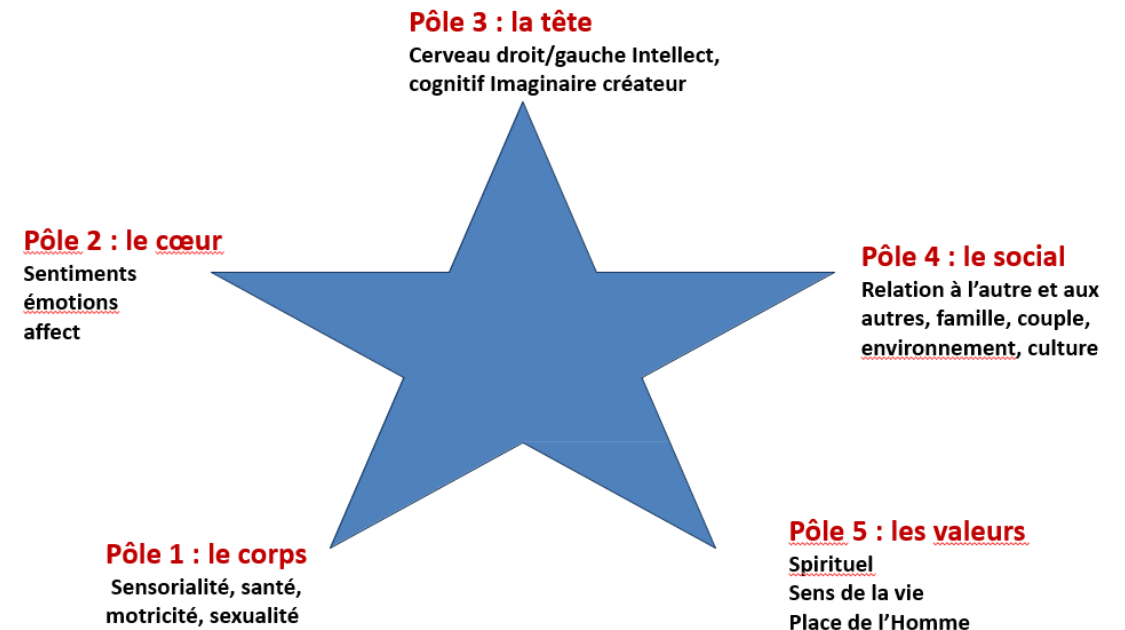 Pôle 3 : la tête
Cerveau droit/gauche Intellect,
cognitif Imaginaire créateur
Pôle 2 : le cœur
Sentiments
émotions
affect
Pôle 4 : le social
Relation à l’autre et aux
autres, famille, couple,
environnement, culture
Pôle 1 : le corps
Sensorialité, santé,
motricité, sexualité
Pôle 5 : les valeurs
Spirituel
Sens de la vie
Place de l’Homme